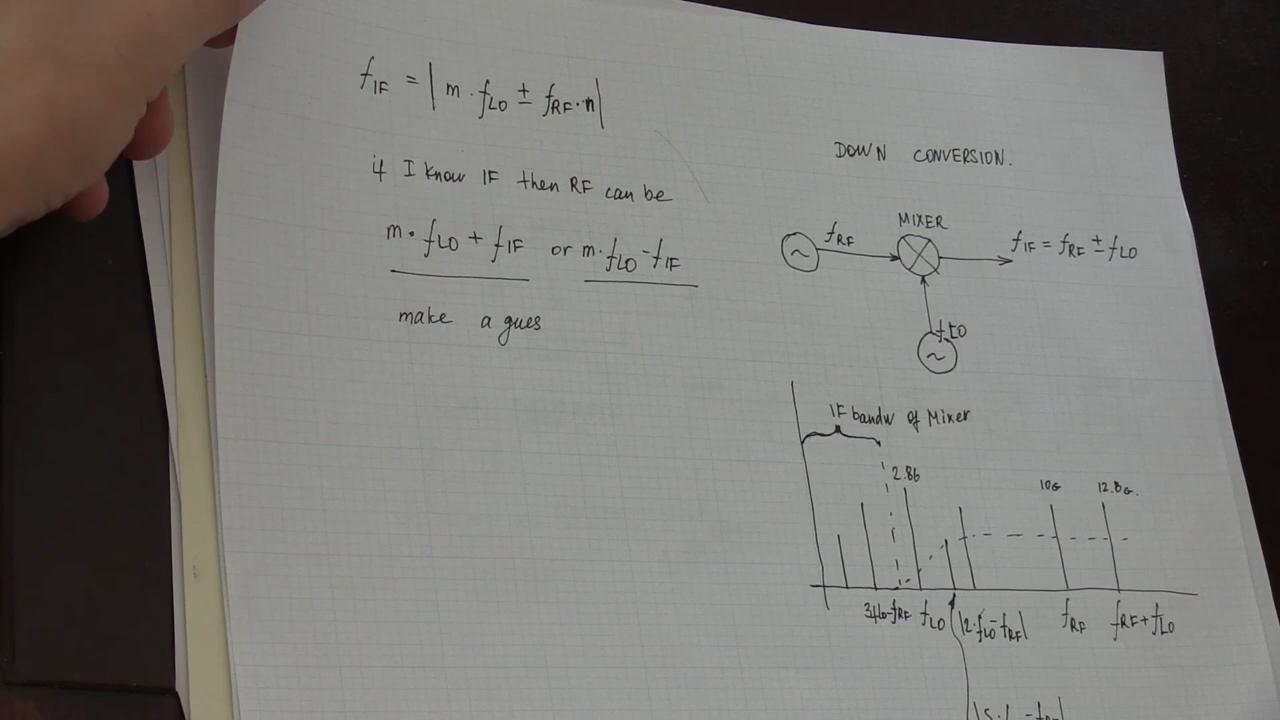 f_IF = | m · f_LO ± f_RF · n |
if I know IF then RF can be
m · f_LO + f_IF or m · f_LO - f_IF
make a gues
DOWN CONVERSION.
MIXER
f_RF
f_IF = f_RF ± f_LO
f_LO
IF bandw of Mixer
2.8G
10G
12.8G.
3f_LO-f_RF
f_LO
|2·f_LO-f_RF|
f_RF
f_RF+f_LO